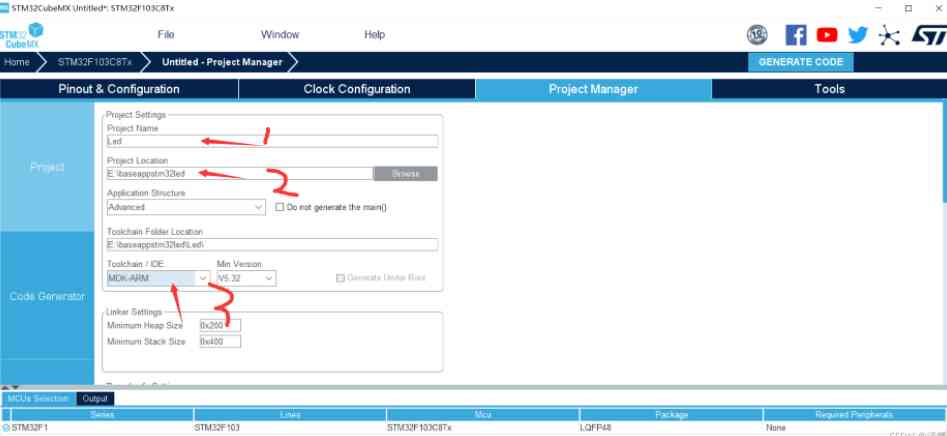 STM32CubeMX Untitled*: STM32F103C8Tx
STM32 CubeMX
File Window Help
Home STM32F103C8Tx Untitled - Project Manager GENERATE CODE
Pinout & Configuration Clock Configuration Project Manager Tools
Project
Code Generator
Project Settings
Project Name
Led
1
Project Location
E:\baseappstm32led Browse
2
Application Structure
Advanced Do not generate the main()
Toolchain Folder Location
E:\baseappstm32led\Led\
Toolchain / IDE Min Version
MDK-ARM V5.32 Generate Under Root
3
Linker Settings
Minimum Heap Size 0x200
Minimum Stack Size 0x400
MCUs Selection Output
Series Lines Mcu Package Required Peripherals
STM32F1 STM32F103 STM32F103C8Tx LQFP48 None